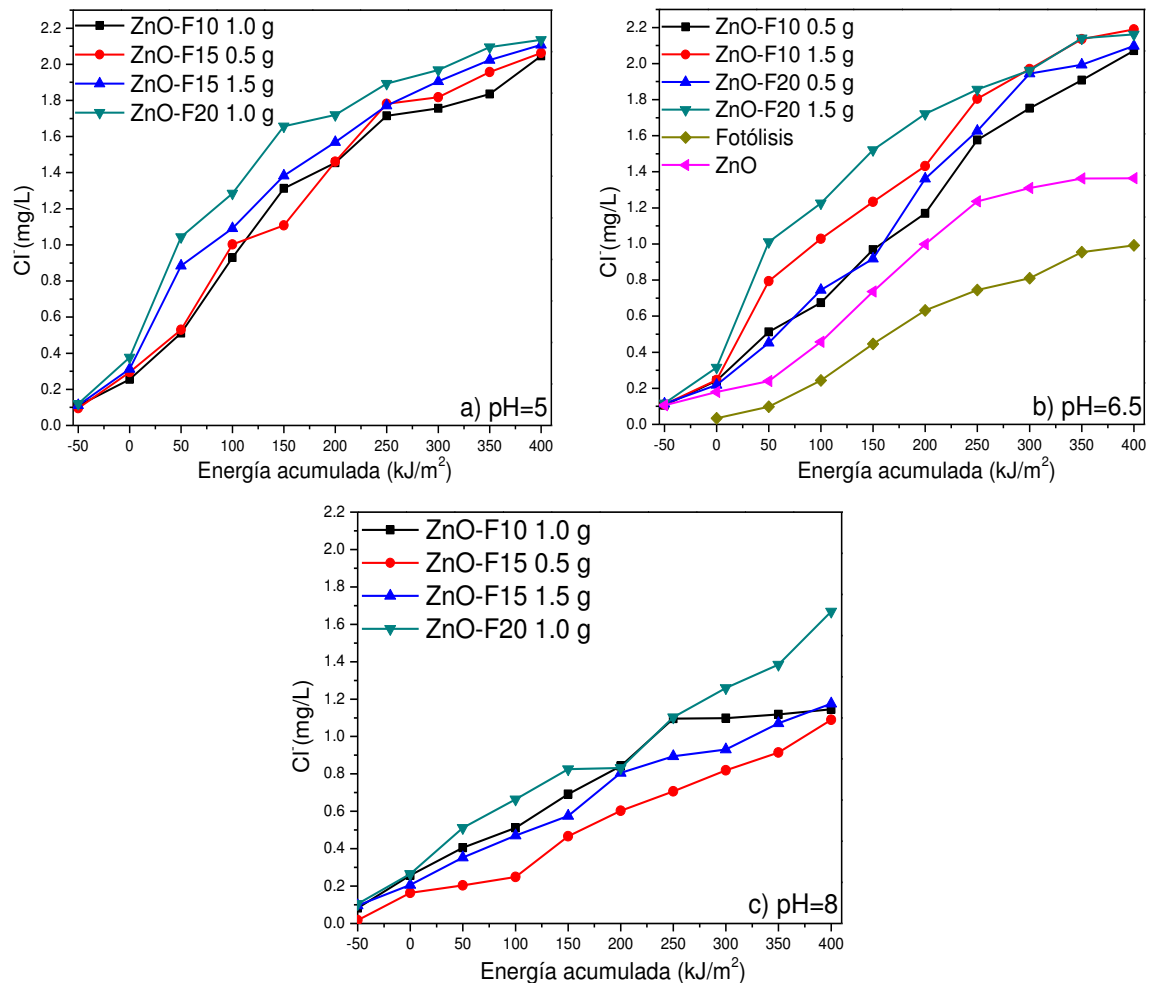 ZnO-F10 1.0 g
ZnO-F15 0.5 g
ZnO-F15 1.5 g
ZnO-F20 1.0 g
2.2
2.0
1.8
1.6
1.4
1.2
1.0
0.8
0.6
0.4
0.2
0.0
Cl⁻(mg/L)
a) pH=5
-50 0 50 100 150 200 250 300 350 400
Energía acumulada (kJ/m²)
ZnO-F10 0.5 g
ZnO-F10 1.5 g
ZnO-F20 0.5 g
ZnO-F20 1.5 g
Fotólisis
ZnO
2.2
2.0
1.8
1.6
1.4
1.2
1.0
0.8
0.6
0.4
0.2
0.0
Cl⁻(mg/L)
b) pH=6.5
-50 0 50 100 150 200 250 300 350 400
Energía acumulada (kJ/m²)
ZnO-F10 1.0 g
ZnO-F15 0.5 g
ZnO-F15 1.5 g
ZnO-F20 1.0 g
2.2
2.0
1.8
1.6
1.4
1.2
1.0
0.8
0.6
0.4
0.2
0.0
Cl⁻(mg/L)
c) pH=8
-50 0 50 100 150 200 250 300 350 400
Energía acumulada (kJ/m²)